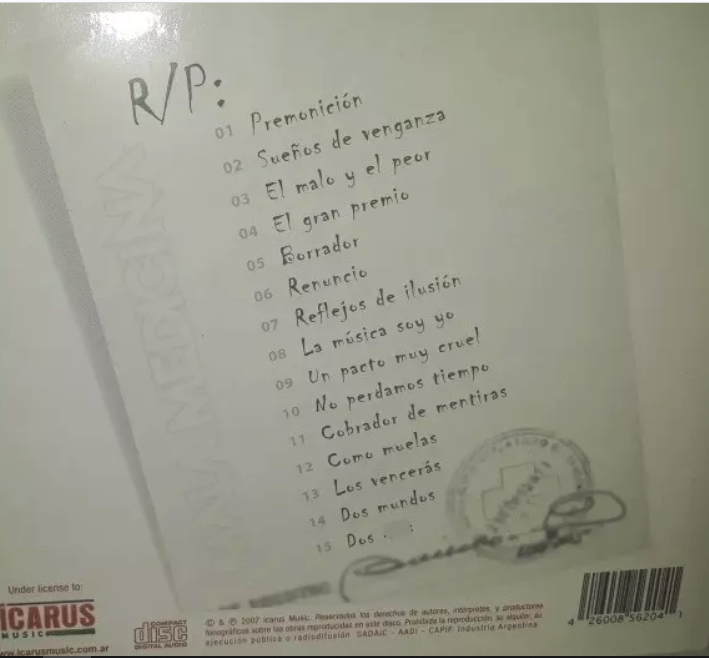 R/P:
01 Premonición
02 Sueños de venganza
03 El malo y el peor
04 El gran premio
05 Borrador
06 Renuncio
07 Reflejos de ilusión
08 La música soy yo
09 Un pacto muy cruel
10 No perdamos tiempo
11 Cobrador de mentiras
12 Como muelas
13 Los vencerás
14 Dos mundos
15 Dos
MEDICINA
Under license to:
ICARUS
MUSIC
www.icarusmusic.com.ar
COMPACT
disc
DIGITAL AUDIO
© & ℗ 2007 Icarus Music. Reservados los derechos de autores, intérpretes, y productores
fonográficos sobre las obras reproducidas en este disco. Prohibida la reproducción, su alquiler, su
ejecución pública o radiodifusión SADAIC - AADI - CAPIF Industria Argentina
4 26008 56204 1